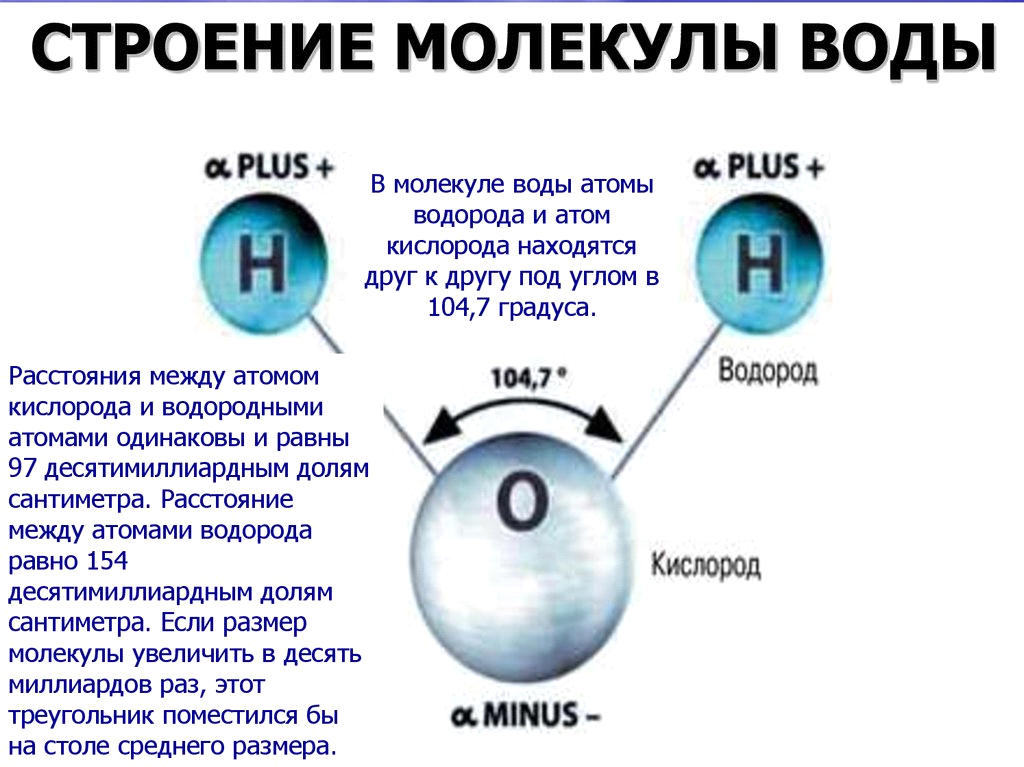 СТРОЕНИЕ МОЛЕКУЛЫ ВОДЫ
α PLUS +
α PLUS +
В молекуле воды атомы
водорода и атом
кислорода находятся
друг к другу под углом в
104,7 градуса.
H
H
Водород
104,7 °
Расстояния между атомом
кислорода и водородными
атомами одинаковы и равны
97 десятимиллиардным долям
сантиметра. Расстояние
между атомами водорода
равно 154
десятимиллиардным долям
сантиметра. Если размер
молекулы увеличить в десять
миллиардов раз, этот
треугольник поместился бы
на столе среднего размера.
O
Кислород
α MINUS –